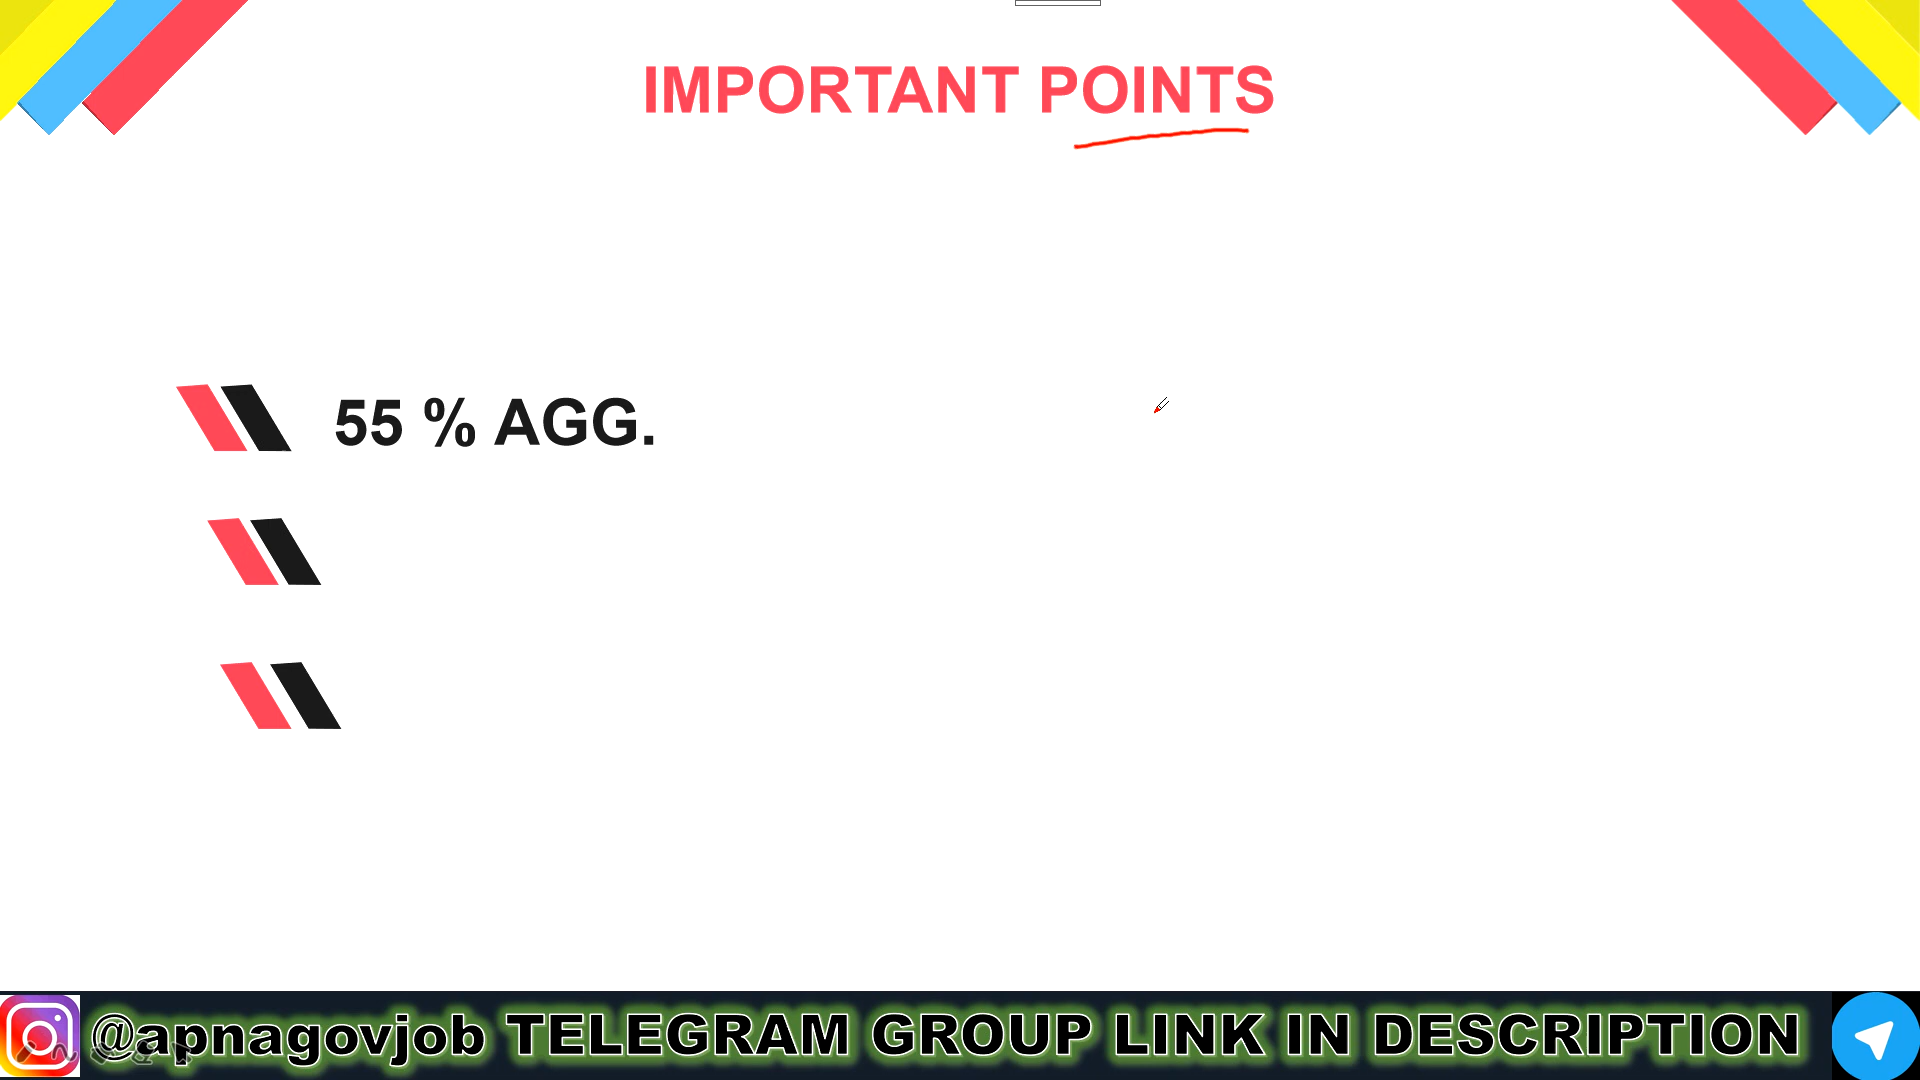 IMPORTANT POINTS
55 % AGG.
@apnagovjob TELEGRAM GROUP LINK IN DESCRIPTION